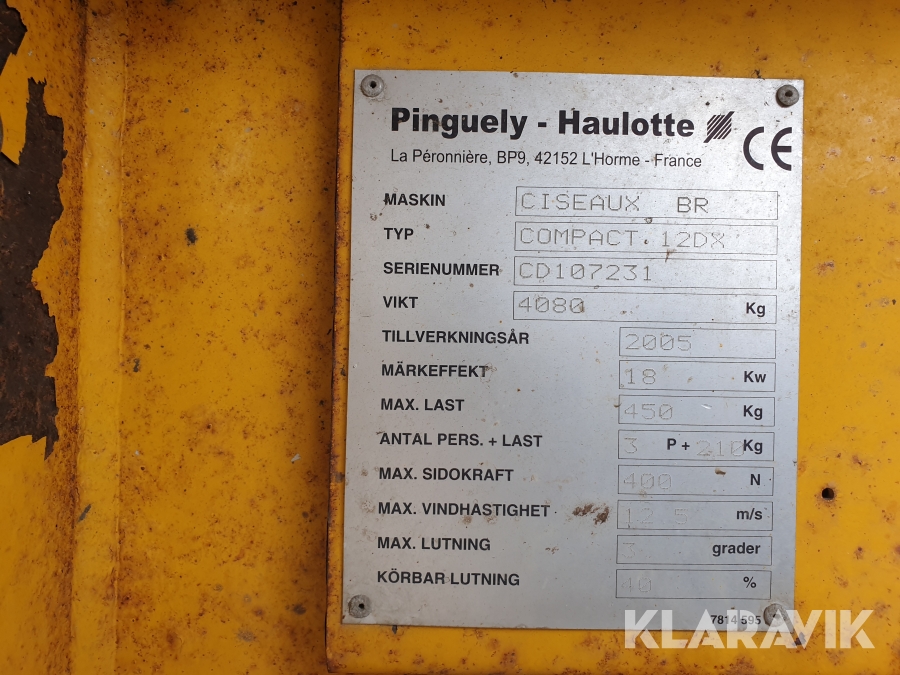 Pinguely - Haulotte
CE
La Péronnière, BP9, 42152 L'Horme - France
MASKIN CISEAUX BR
TYP COMPACT 12DX
SERIENUMMER CD107231
VIKT 4080 Kg
TILLVERKNINGSÅR 2005
MÄRKEFFEKT 18 Kw
MAX. LAST 450 Kg
ANTAL PERS. + LAST 3 P + 210 Kg
MAX. SIDOKRAFT 400 N
MAX. VINDHASTIGHET 12 5 m/s
MAX. LUTNING 3 grader
KÖRBAR LUTNING 40 %
7814 595
KLARAVIK